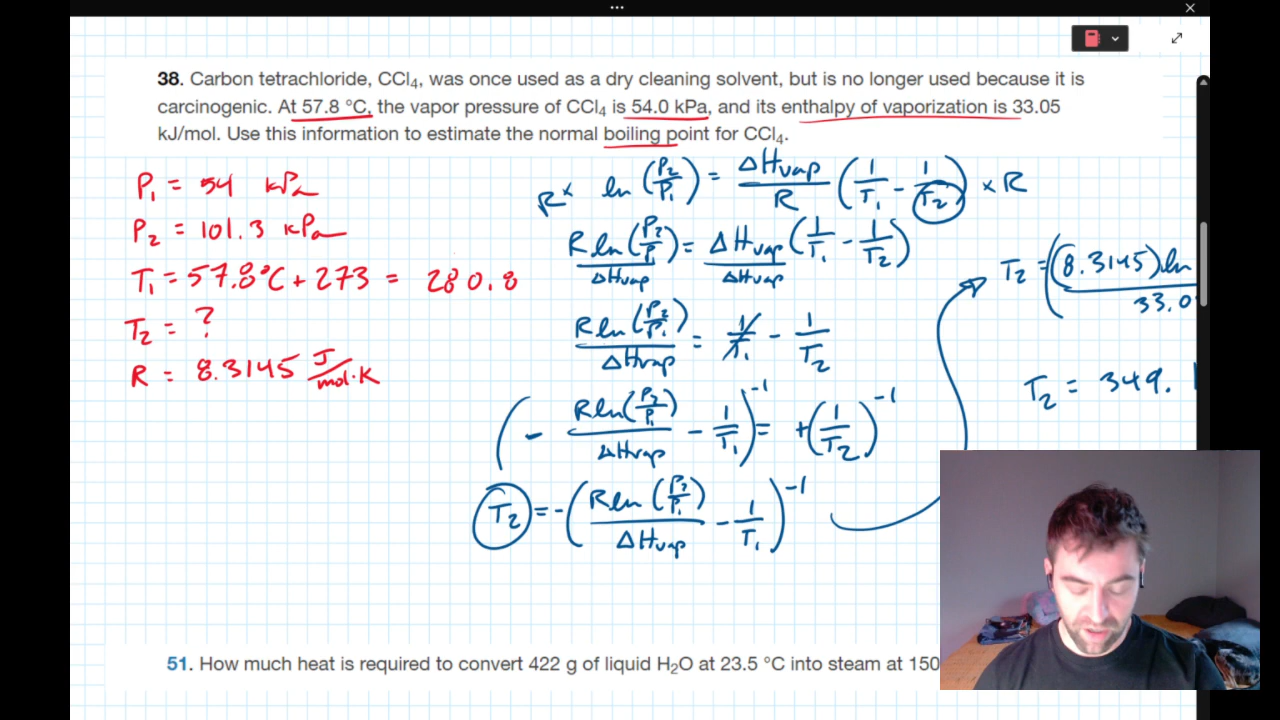 38. Carbon tetrachloride, CCl₄, was once used as a dry cleaning solvent, but is no longer used because it is
carcinogenic. At 57.8 °C, the vapor pressure of CCl₄ is 54.0 kPa, and its enthalpy of vaporization is 33.05
kJ/mol. Use this information to estimate the normal boiling point for CCl₄.
P₁ = 54 kPa
P₂ = 101.3 kPa
T₁ = 57.8°C + 273 = 280.8
T₂ = ?
R = 8.3145 J/mol·K
R × ln (P₂/P₁) = ΔHvap/R (1/T₁ - 1/T₂) × R
R ln (P₂/P₁)/ΔHvap = ΔHvap/ΔHvap (1/T₁ - 1/T₂)
R ln (P₂/P₁)/ΔHvap = 1/T₁ - 1/T₂
(- R ln (P₂/P₁)/ΔHvap - 1/T₁)⁻¹ = +(1/T₂)⁻¹
T₂ = -(R ln (P₂/P₁)/ΔHvap - 1/T₁)⁻¹
T₂ = ((8.3145) ln / 33.0
T₂ = 349.
51. How much heat is required to convert 422 g of liquid H₂O at 23.5 °C into steam at 150